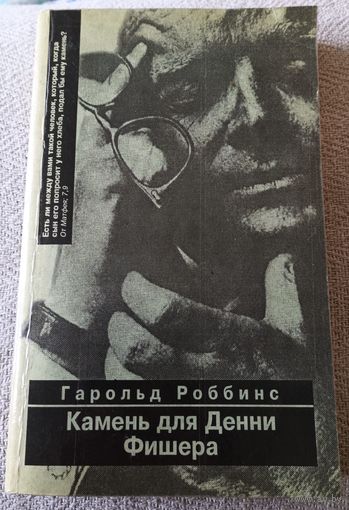 Есть ли между вами такой человек, который, когда
сын его попросит у него хлеба, подал бы ему камень?
От Матфея; 7,9
Гарольд Роббинс
Камень для Денни
Фишера